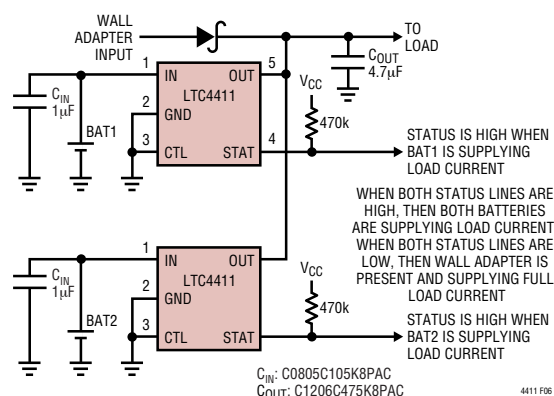 WALL
ADAPTER
INPUT
TO
LOAD
C_OUT
4.7µF
1
IN
OUT
5
LTC4411
2
GND
3
CTL
STAT
4
C_IN
1µF
BAT1
V_CC
470k
STATUS IS HIGH WHEN
BAT1 IS SUPPLYING
LOAD CURRENT
WHEN BOTH STATUS LINES ARE
HIGH, THEN BOTH BATTERIES
ARE SUPPLYING LOAD CURRENT
WHEN BOTH STATUS LINES ARE
LOW, THEN WALL ADAPTER IS
PRESENT AND SUPPLYING FULL
LOAD CURRENT
1
IN
OUT
LTC4411
2
GND
3
CTL
STAT
C_IN
1µF
BAT2
V_CC
470k
STATUS IS HIGH WHEN
BAT2 IS SUPPLYING
LOAD CURRENT
C_IN: C0805C105K8PAC
C_OUT: C1206C475K8PAC
4411 F06